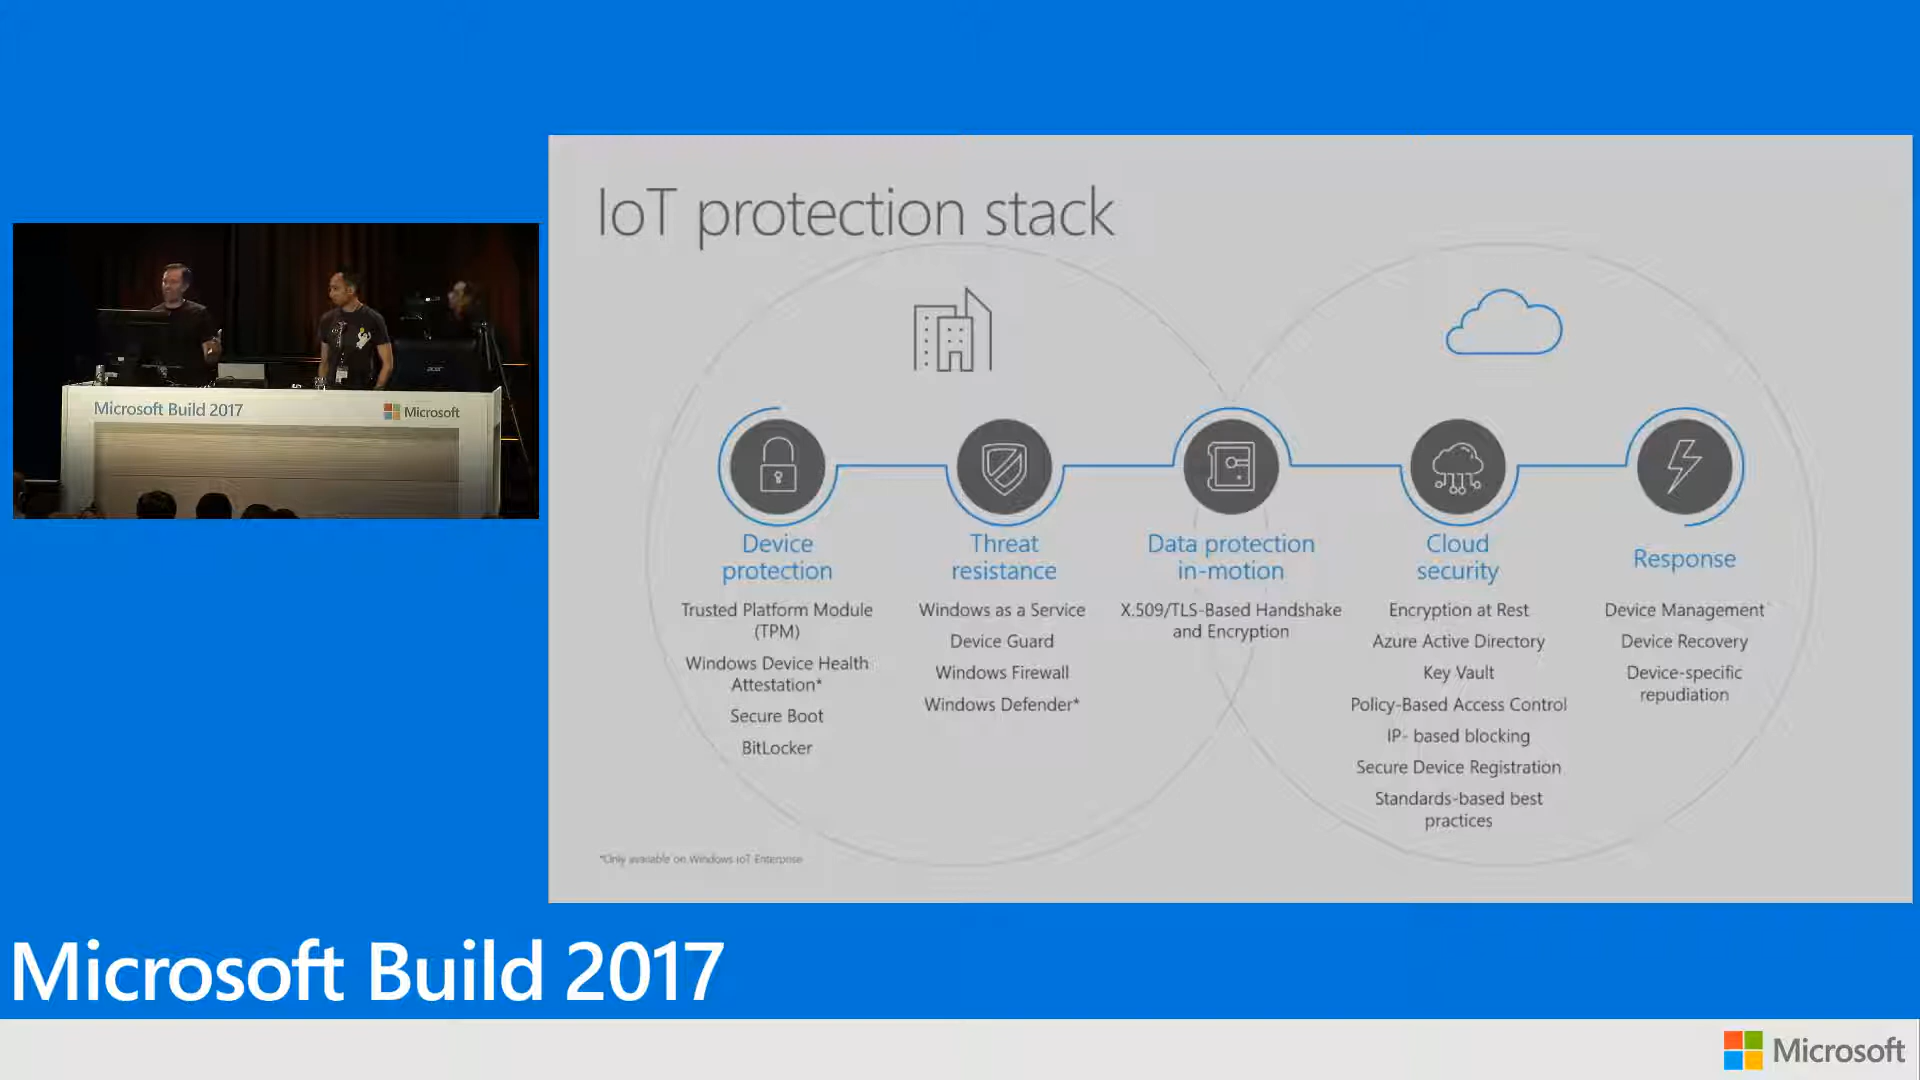 IoT protection stack
Microsoft Build 2017
Microsoft
acer
Device
protection
Trusted Platform Module
(TPM)
Windows Device Health
Attestation*
Secure Boot
BitLocker
Threat
resistance
Windows as a Service
Device Guard
Windows Firewall
Windows Defender*
Data protection
in-motion
X.509/TLS-Based Handshake
and Encryption
Cloud
security
Encryption at Rest
Azure Active Directory
Key Vault
Policy-Based Access Control
IP- based blocking
Secure Device Registration
Standards-based best
practices
Response
Device Management
Device Recovery
Device-specific
repudiation
*Only available on Windows IoT Enterprise
Microsoft Build 2017
Microsoft